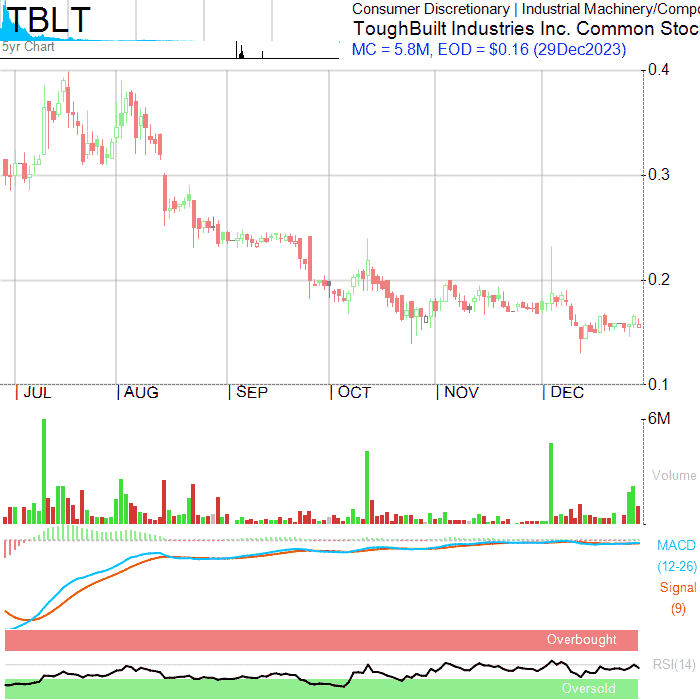 TBLT
5yr Chart
Consumer Discretionary | Industrial Machinery/Compo
ToughBuilt Industries Inc. Common Stoc
MC = 5.8M, EOD = $0.16 (29Dec2023)
0.4
0.3
0.2
0.1
JUL AUG SEP OCT NOV DEC
6M
Volume
MACD
(12-26)
Signal
(9)
Overbought
RSI(14)
Oversold